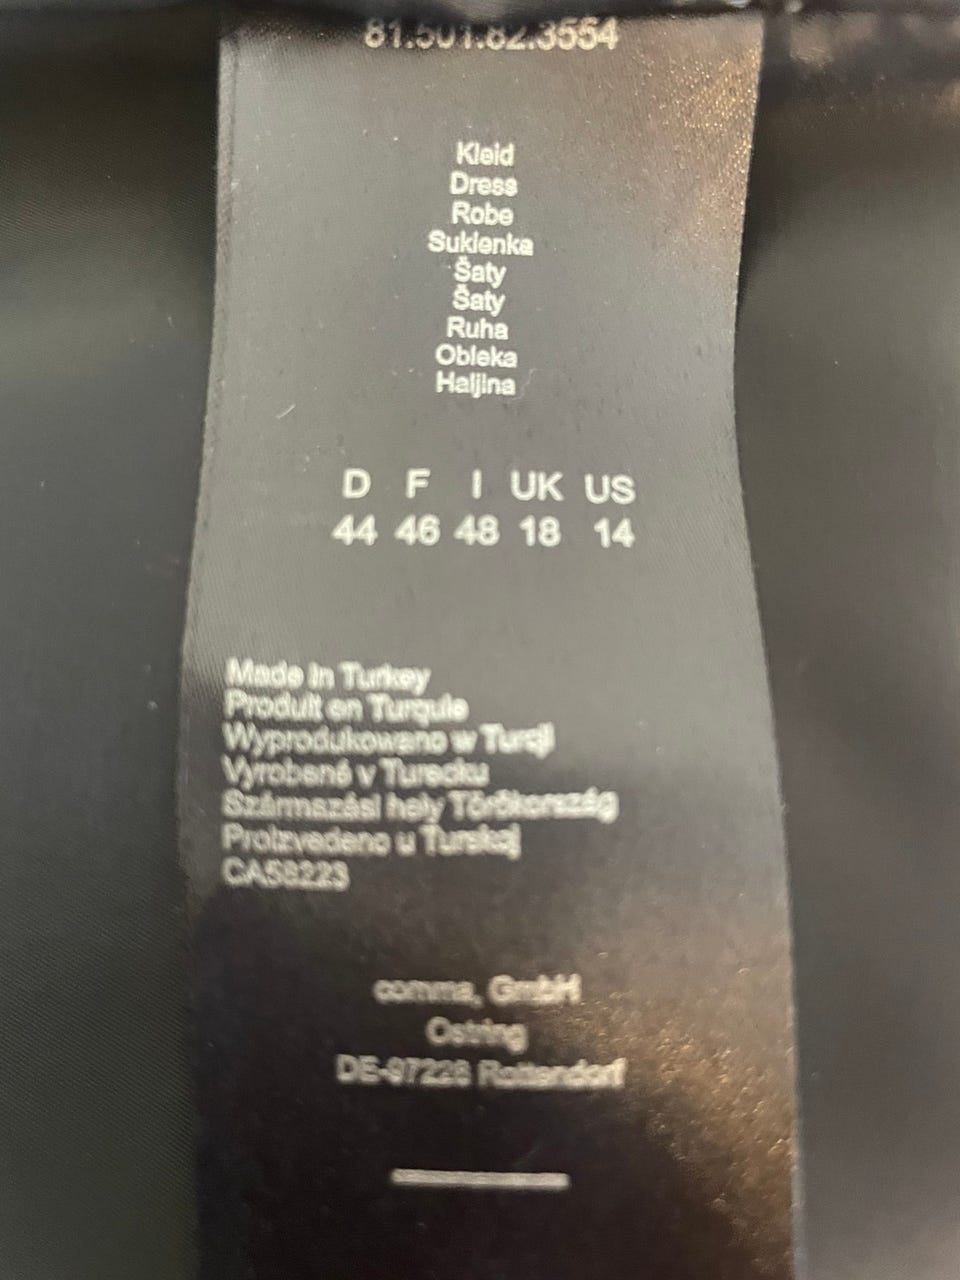 81.501.82.3554
Kleid
Dress
Robe
Sukienka
Šaty
Šaty
Ruha
Obleka
Haljina
D F I UK US
44 46 48 18 14
Made in Turkey
Produit en Turquie
Wyprodukowano w Turcji
Vyrobené v Turecku
Származási hely Törökország
Proizvedeno u Turskoj
CA58223
comma, GmbH
Ostring
DE-97228 Rottendorf